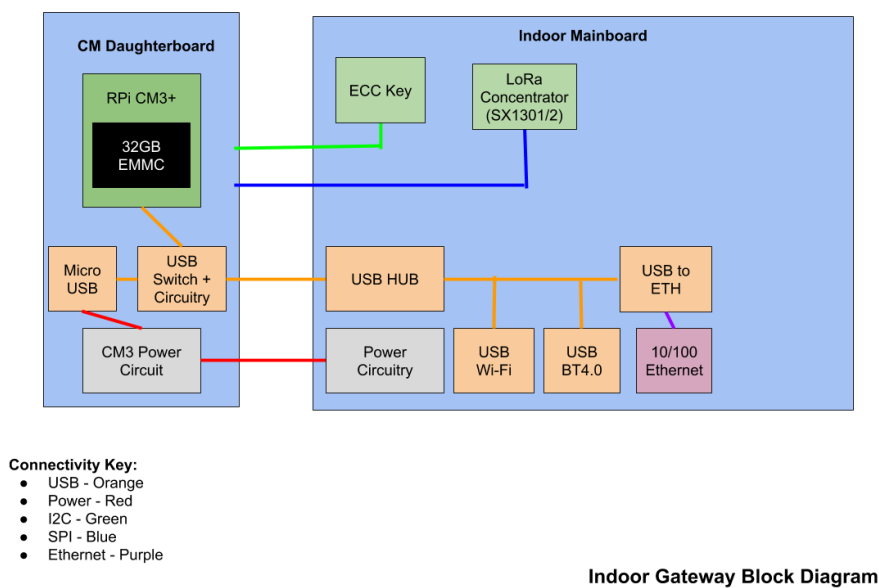 CM Daughterboard
Indoor Mainboard
RPi CM3+
32GB
EMMC
ECC Key
LoRa
Concentrator
(SX1301/2)
Micro
USB
USB
Switch +
Circuitry
USB HUB
USB to
ETH
CM3 Power
Circuit
Power
Circuitry
USB
Wi-Fi
USB
BT4.0
10/100
Ethernet
Connectivity Key:
● USB - Orange
● Power - Red
● I2C - Green
● SPI - Blue
● Ethernet - Purple
Indoor Gateway Block Diagram